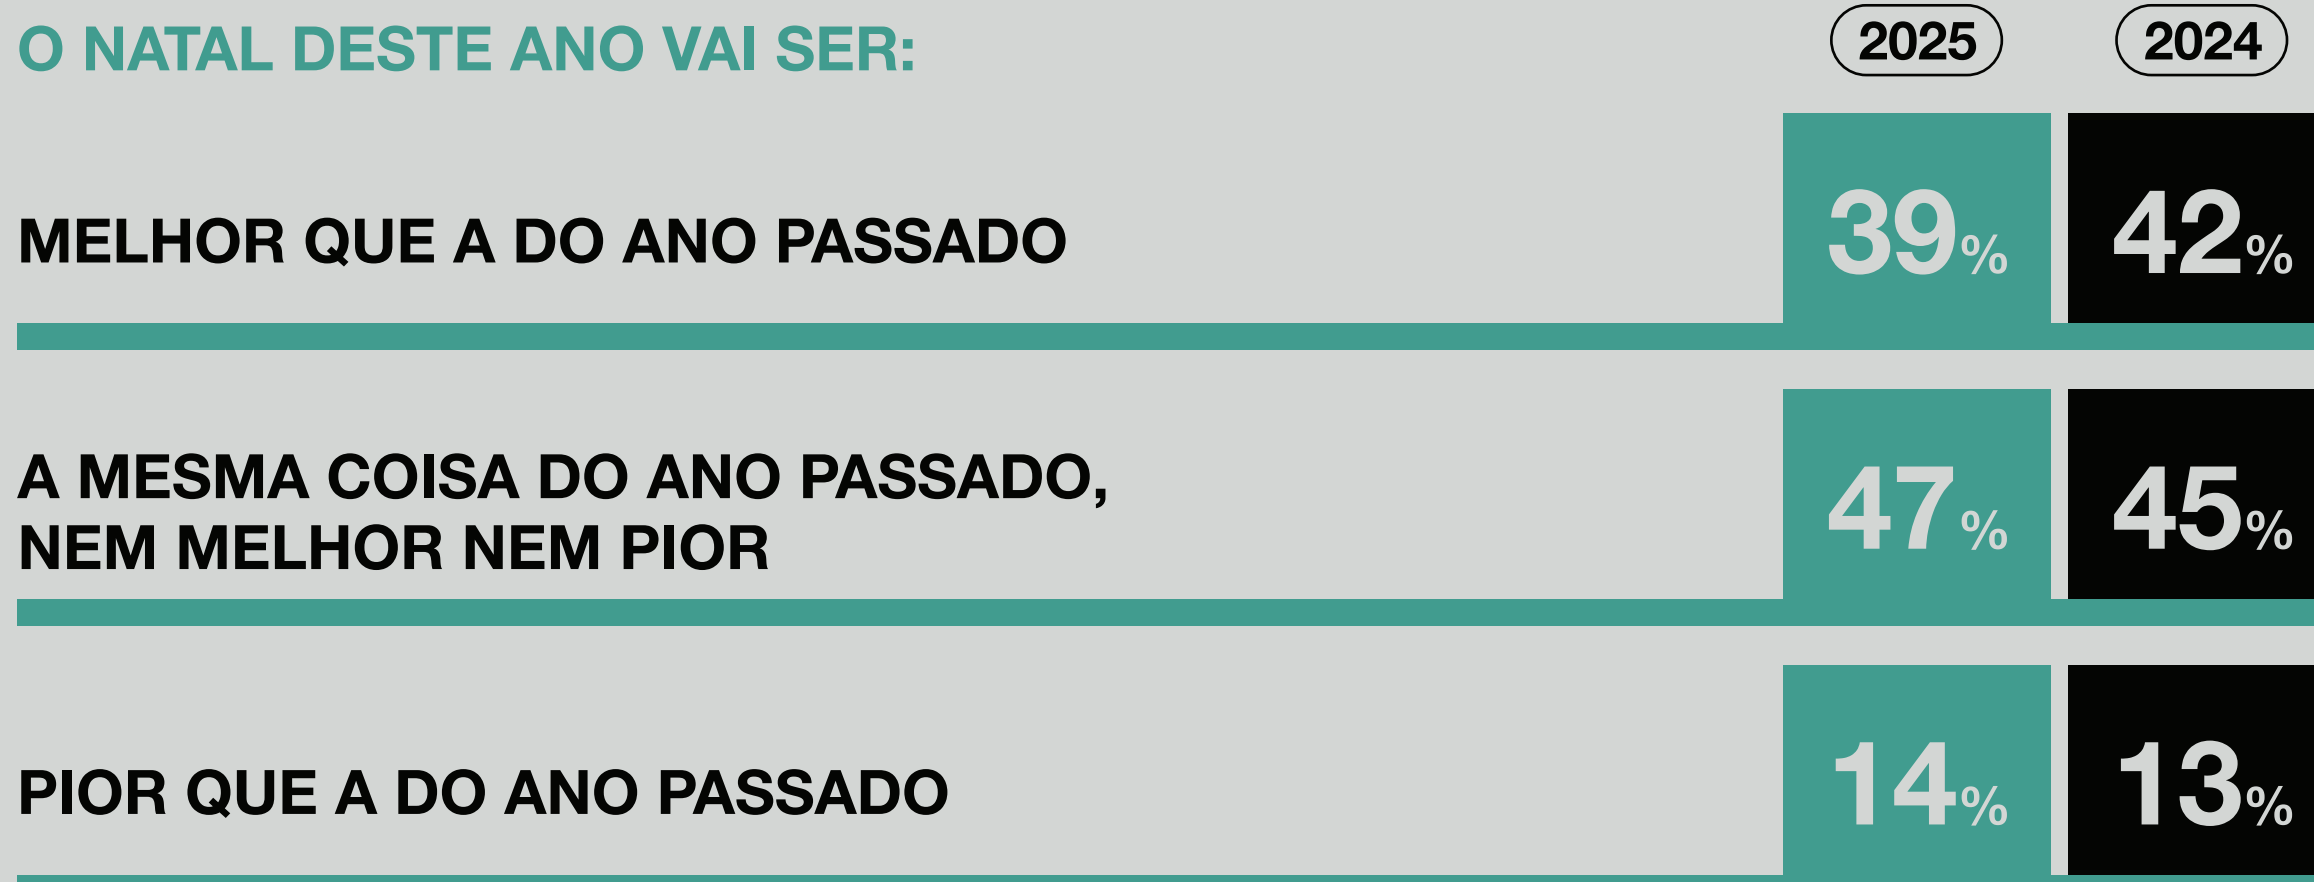 O NATAL DESTE ANO VAI SER:
2025 2024
MELHOR QUE A DO ANO PASSADO
39% 42%
A MESMA COISA DO ANO PASSADO,
NEM MELHOR NEM PIOR
47% 45%
PIOR QUE A DO ANO PASSADO
14% 13%